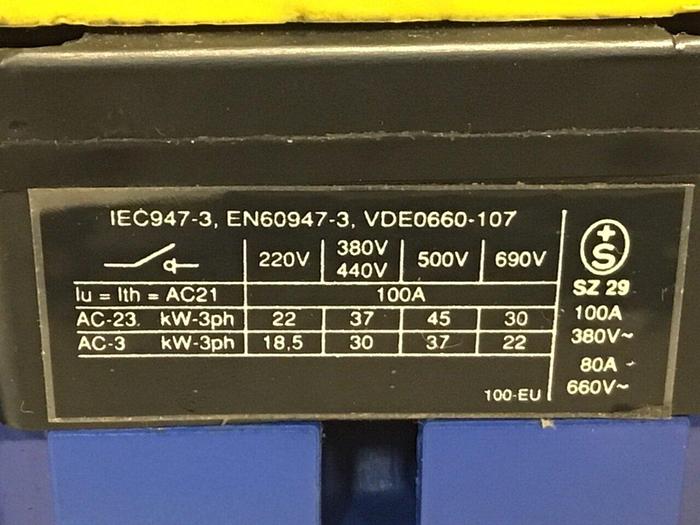 IEC947-3, EN60947-3, VDE0660-107
220V 380V 440V 500V 690V
Iu = Ith = AC21 100A
AC-23. kW-3ph 22 37 45 30
AC-3 kW-3ph 18,5 30 37 22
100-EU
+S
SZ 29
100A
380V~
80A
660V~